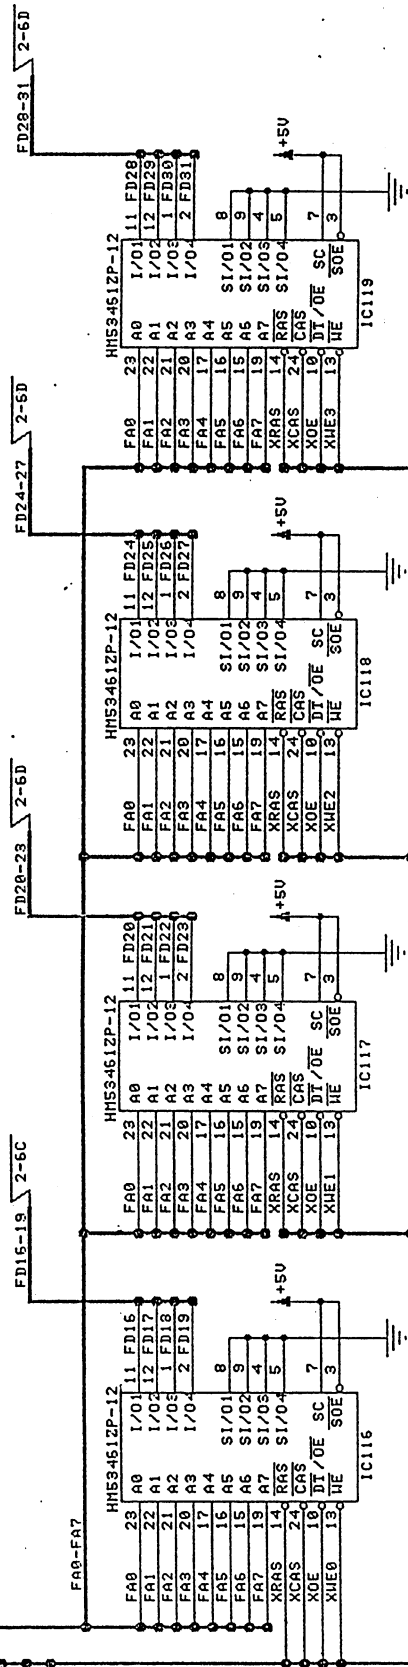 FA0-FA7
FD16-19 2-6C
HM53461ZP-12
FA0 23 A0 I/O1 11 FD16
FA1 22 A1 I/O2 12 FD17
FA2 21 A2 I/O3 1 FD18
FA3 20 A3 I/O4 2 FD19
FA4 17 A4
FA5 16 A5 SI/O1 8
FA6 15 A6 SI/O2 9
FA7 19 A7 SI/O3 4
XRAS 14 RAS SI/O4 5 +5V
XCAS 24 CAS
XOE 10 DT/OE SC 7
XWE0 13 WE SOE 3
IC116
FD20-23 2-6D
HM53461ZP-12
FA0 23 A0 I/O1 11 FD20
FA1 22 A1 I/O2 12 FD21
FA2 21 A2 I/O3 1 FD22
FA3 20 A3 I/O4 2 FD23
FA4 17 A4
FA5 16 A5 SI/O1 8
FA6 15 A6 SI/O2 9
FA7 19 A7 SI/O3 4
XRAS 14 RAS SI/O4 5 +5V
XCAS 24 CAS
XOE 10 DT/OE SC 7
XWE1 13 WE SOE 3
IC117
FD24-27 2-6D
HM53461ZP-12
FA0 23 A0 I/O1 11 FD24
FA1 22 A1 I/O2 12 FD25
FA2 21 A2 I/O3 1 FD26
FA3 20 A3 I/O4 2 FD27
FA4 17 A4
FA5 16 A5 SI/O1 8
FA6 15 A6 SI/O2 9
FA7 19 A7 SI/O3 4
XRAS 14 RAS SI/O4 5 +5V
XCAS 24 CAS
XOE 10 DT/OE SC 7
XWE2 13 WE SOE 3
IC118
FD28-31 2-6D
HM53461ZP-12
FA0 23 A0 I/O1 11 FD28
FA1 22 A1 I/O2 12 FD29
FA2 21 A2 I/O3 1 FD30
FA3 20 A3 I/O4 2 FD31
FA4 17 A4
FA5 16 A5 SI/O1 8
FA6 15 A6 SI/O2 9
FA7 19 A7 SI/O3 4
XRAS 14 RAS SI/O4 5 +5V
XCAS 24 CAS
XOE 10 DT/OE SC 7
XWE3 13 WE SOE 3
IC119